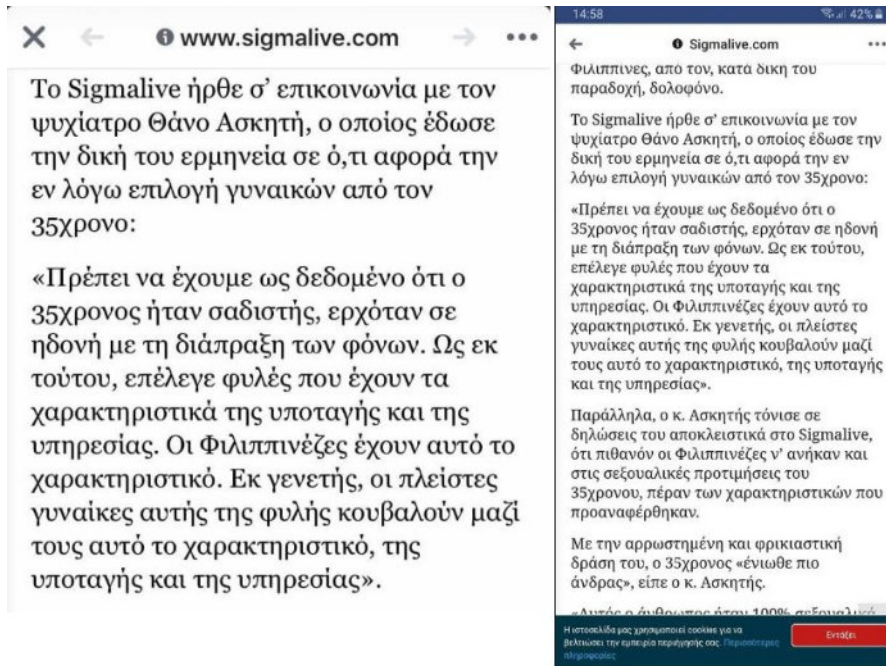 www.sigmalive.com
Το Sigmalive ήρθε σ’ επικοινωνία με τον
ψυχίατρο Θάνο Ασκητή, ο οποίος έδωσε
την δική του ερμηνεία σε ό,τι αφορά την
εν λόγω επιλογή γυναικών από τον
35χρονο:
«Πρέπει να έχουμε ως δεδομένο ότι ο
35χρονος ήταν σαδιστής, ερχόταν σε
ηδονή με τη διάπραξη των φόνων. Ως εκ
τούτου, επέλεγε φυλές που έχουν τα
χαρακτηριστικά της υποταγής και της
υπηρεσίας. Οι Φιλιππινέζες έχουν αυτό το
χαρακτηριστικό. Εκ γενετής, οι πλείστες
γυναίκες αυτής της φυλής κουβαλούν μαζί
τους αυτό το χαρακτηριστικό, της
υποταγής και της υπηρεσίας».
14:58
42%
Sigmalive.com
Φιλιππίνες, από τον, κατά δική του
παραδοχή, δολοφόνο.
Το Sigmalive ήρθε σ’ επικοινωνία με τον
ψυχίατρο Θάνο Ασκητή, ο οποίος έδωσε την
δική του ερμηνεία σε ό,τι αφορά την εν
λόγω επιλογή γυναικών από τον 35χρονο:
«Πρέπει να έχουμε ως δεδομένο ότι ο
35χρονος ήταν σαδιστής, ερχόταν σε ηδονή
με τη διάπραξη των φόνων. Ως εκ τούτου,
επέλεγε φυλές που έχουν τα
χαρακτηριστικά της υποταγής και της
υπηρεσίας. Οι Φιλιππινέζες έχουν αυτό το
χαρακτηριστικό. Εκ γενετής, οι πλείστες
γυναίκες αυτής της φυλής κουβαλούν μαζί
τους αυτό το χαρακτηριστικό, της υποταγής
και της υπηρεσίας».
Παράλληλα, ο κ. Ασκητής τόνισε σε
δηλώσεις του αποκλειστικά στο Sigmalive,
ότι πιθανόν οι Φιλιππινέζες ν’ ανήκαν και
στις σεξουαλικές προτιμήσεις του
35χρονου, πέραν των χαρακτηριστικών που
προαναφέρθηκαν.
Με την αρρωστημένη και φρικιαστική
δράση του, ο 35χρονος «ένιωθε πιο
άνδρας», είπε ο κ. Ασκητής.
«Αυτός ο άνθρωπος ήταν 100% σεξουαλικά
Η ιστοσελίδα μας χρησιμοποιεί cookies για να
βελτιώσει την εμπειρία περιήγησής σας. Περισσότερες
πληροφορίες
Εντάξει